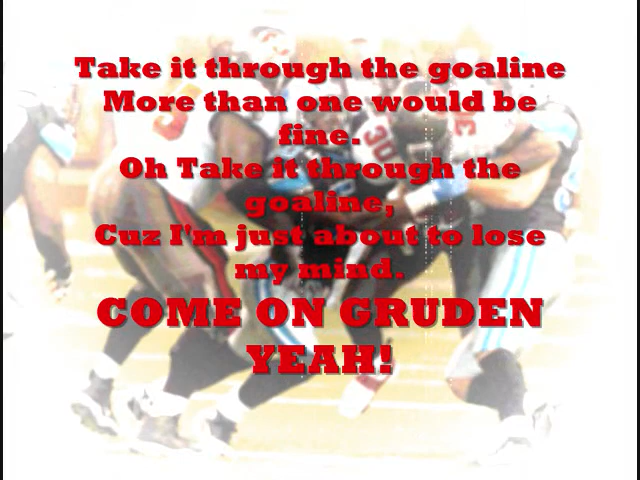 Take it through the goaline
More than one would be
fine.
Oh Take it through the
goaline,
Cuz I'm just about to lose
my mind.
COME ON GRUDEN
YEAH!